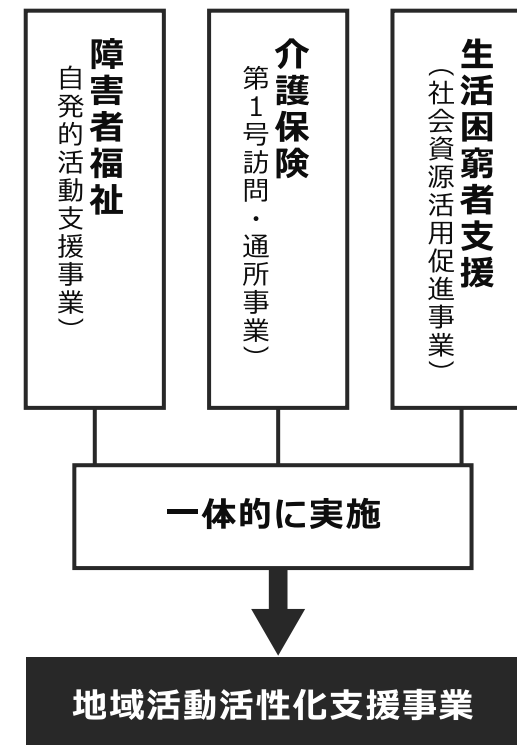 生活困窮者支援
（社会資源活用促進事業）
介護保険
第１号訪問・通所事業）
障害者福祉
自発的活動支援事業）
一体的に実施
地域活動活性化支援事業